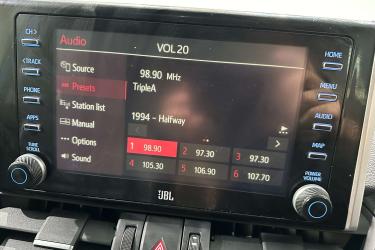 Audio
VOL 20
CH >
HOME
< TRACK
MENU
PHONE
AUDIO
APPS
MAP
TUNE
SCROLL
POWER
VOLUME
Source
Presets
Station list
Manual
Options
Sound
98.90 MHz
TripleA
1994 - Halfway
1 98.90
2 97.30
3 97.30
4 105.30
5 106.90
6 107.70
JBL